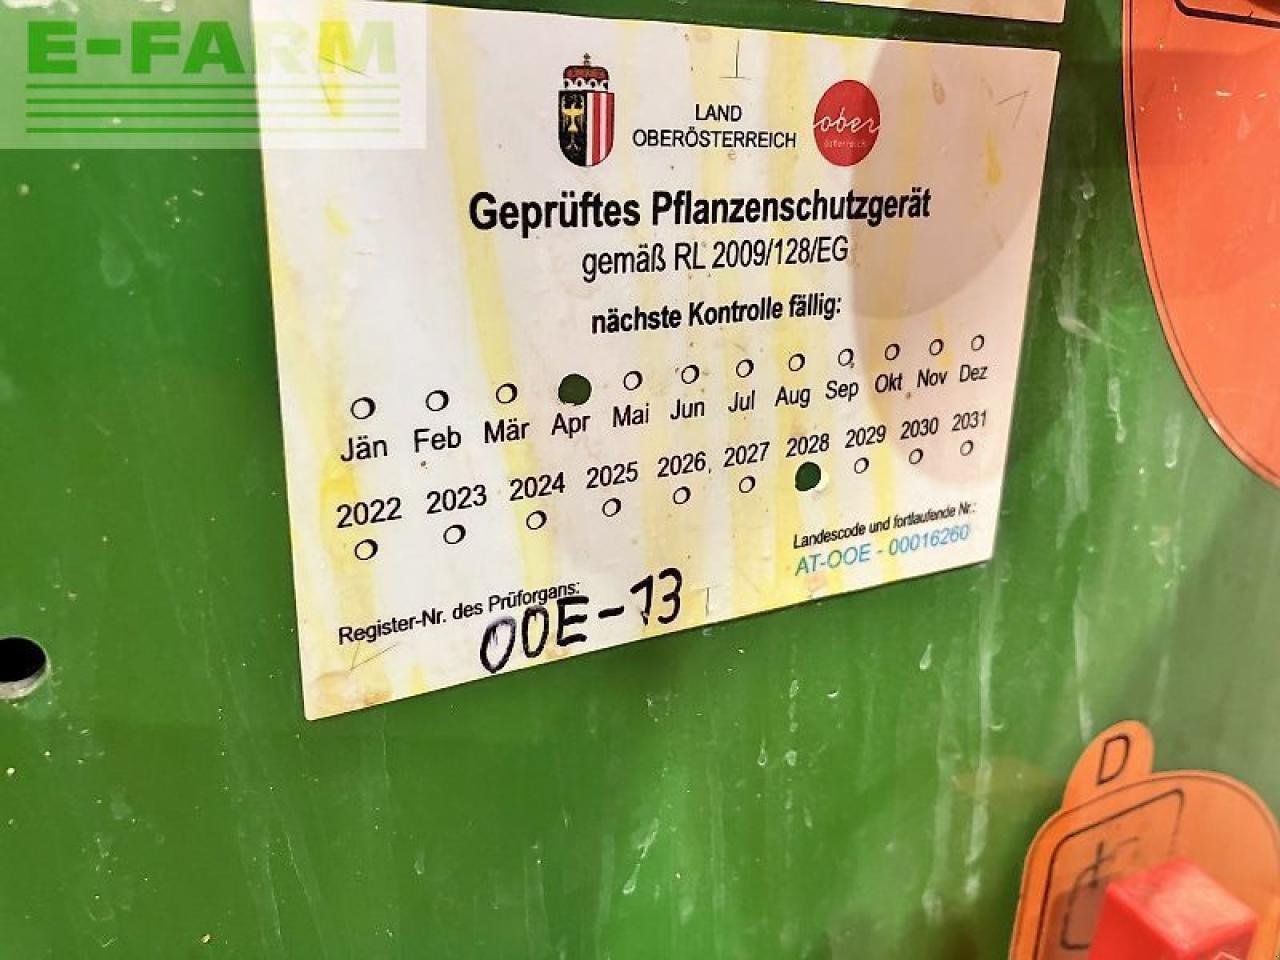 E-FARM
LAND
OBERÖSTERREICH
ober
österreich
Geprüftes Pflanzenschutzgerät
gemäß RL 2009/128/EG
nächste Kontrolle fällig:
Jän Feb Mär Apr Mai Jun Jul Aug Sep Okt Nov Dez
2022 2023 2024 2025 2026 2027 2028 2029 2030 2031
Landescode und fortlaufende Nr.:
AT-OOE - 00016260
Register-Nr. des Prüforgans:
OOE-13
D